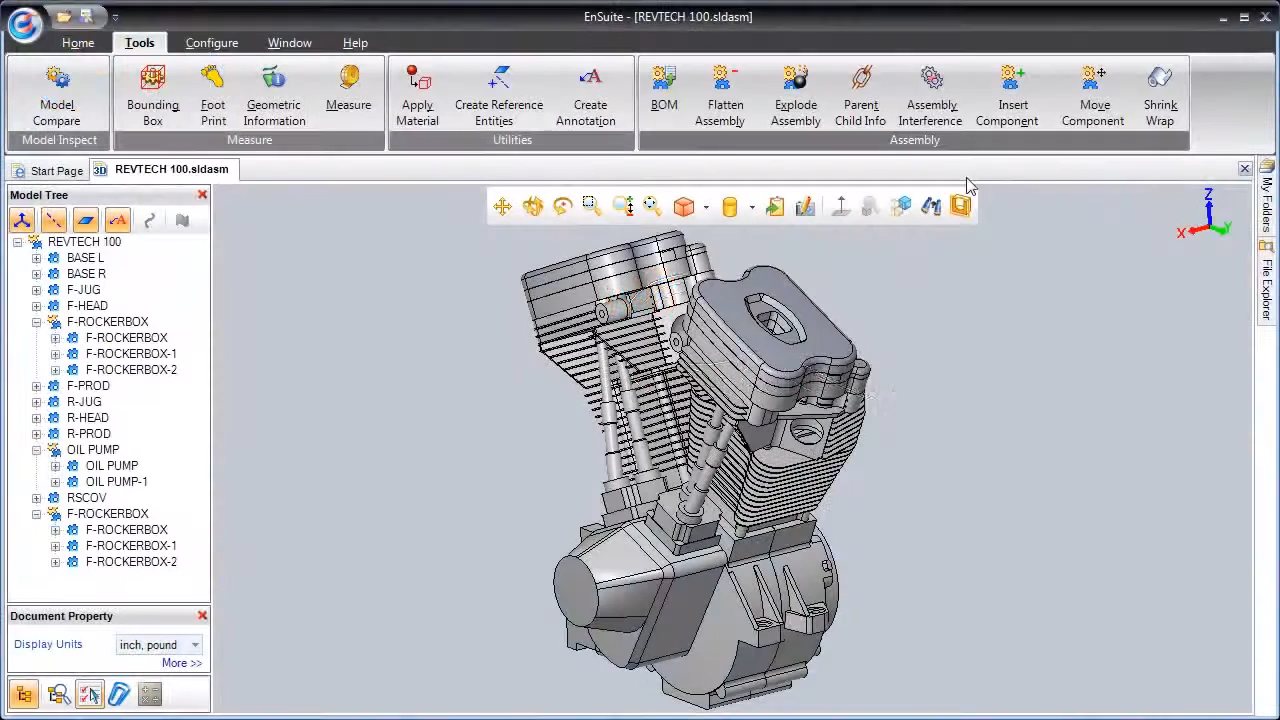 EnSuite - [REVTECH 100.sldasm]
Home Tools Configure Window Help
Model Compare
Bounding Box
Foot Print
Geometric Information
Measure
Apply Material
Create Reference Entities
Create Annotation
BOM
Flatten Assembly
Explode Assembly
Parent Child Info
Assembly Interference
Insert Component
Move Component
Shrink Wrap
Model Inspect Measure Utilities Assembly
Start Page 3D REVTECH 100.sldasm
Model Tree
REVTECH 100
BASE L
BASE R
F-JUG
F-HEAD
F-ROCKERBOX
F-ROCKERBOX
F-ROCKERBOX-1
F-ROCKERBOX-2
F-PROD
R-JUG
R-HEAD
R-PROD
OIL PUMP
OIL PUMP
OIL PUMP-1
RSCOV
F-ROCKERBOX
F-ROCKERBOX
F-ROCKERBOX-1
F-ROCKERBOX-2
Document Property
Display Units inch, pound
More >>
Z
X Y
My Folders
File Explorer